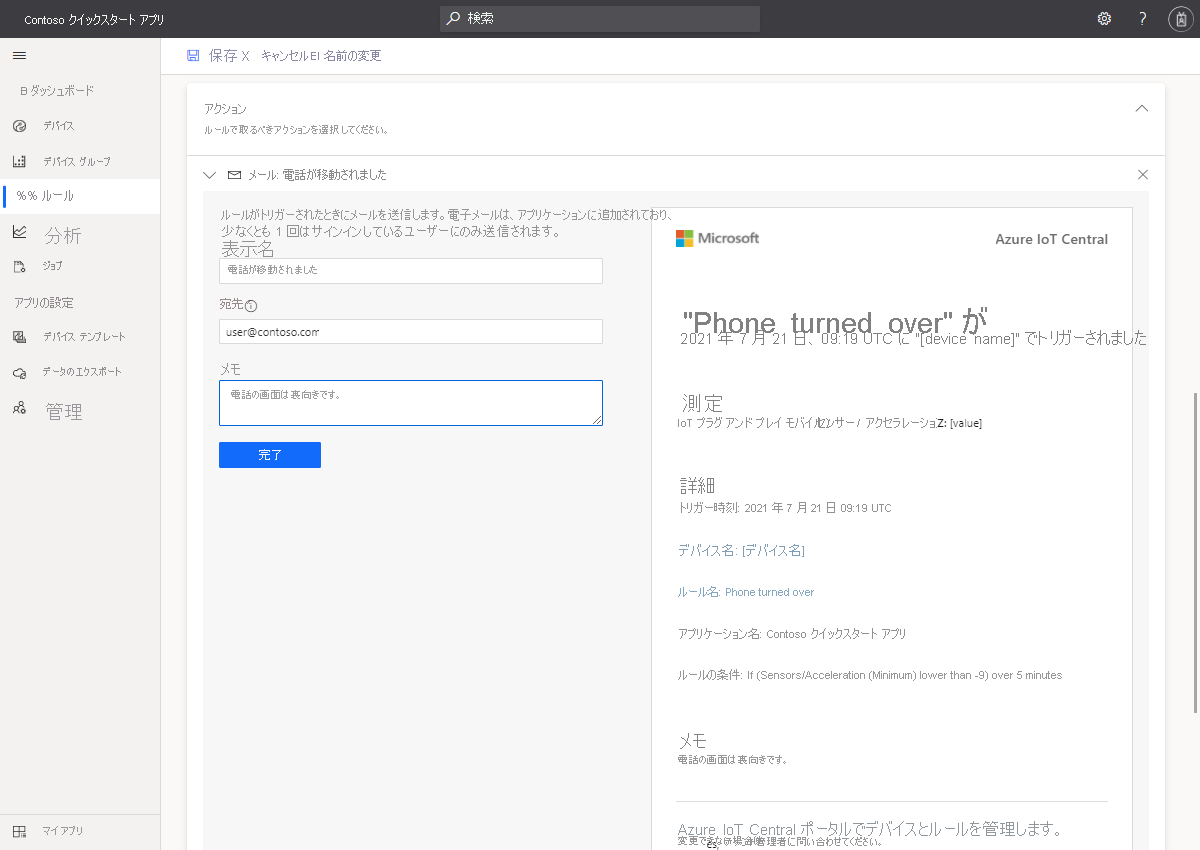 Contoso クイックスタート アプリ
検索
?
保存 X キャンセル EI 名前の変更
B ダッシュボード
デバイス
デバイス グループ
%% ルール
分析
ジョブ
アプリの設定
デバイス テンプレート
データのエクスポート
管理
マイ アプリ
アクション
ルールで取るべきアクションを選択してください。
メール: 電話が移動されました
ルールがトリガーされたときにメールを送信します。電子メールは、アプリケーションに追加されており、
少なくとも 1 回はサインインしているユーザーにのみ送信されます。
表示名
電話が移動されました
宛先
user@contoso.com
メモ
電話の画面は裏向きです。
完了
Microsoft
Azure IoT Central
"Phone turned over" が
2021 年 7 月 21 日、09:19 UTC に "[device name]" でトリガーされました
測定
IoT プラグ アンド プレイ モバイル センサー / アクセラレーション Z: [value]
詳細
トリガー時刻: 2021 年 7 月 21 日 09:19 UTC
デバイス名: [デバイス名]
ルール名: Phone turned over
アプリケーション名: Contoso クイックスタート アプリ
ルールの条件: If (Sensors/Acceleration (Minimum) lower than -9) over 5 minutes
メモ
電話の画面は裏向きです。
Azure IoT Central ポータルでデバイスとルールを管理します。
変更できない場合 管理者に問い合わせてください。